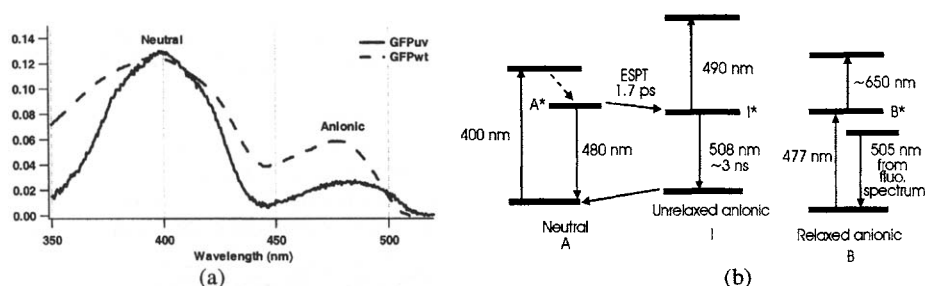 0.14
0.12
0.10
0.08
0.06
0.04
0.02
0.00
Neutral
Anionic
GFPuv
GFPwt
350
400
450
500
Wavelength (nm)
(a)
400 nm
A*
480 nm
ESPT
1.7 ps
Neutral
A
490 nm
I*
508 nm
~3 ns
Unrelaxed anionic
I
~650 nm
B*
477 nm
505 nm
from
fluo.
spectrum
Relaxed anionic
B
(b)